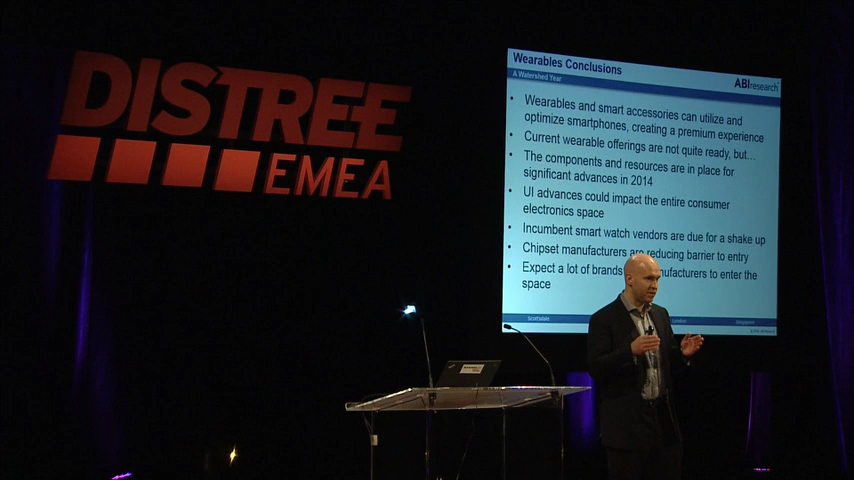 DISTREE
EMEA
Wearables Conclusions
A Watershed Year
ABIresearch
• Wearables and smart accessories can utilize and
optimize smartphones, creating a premium experience
• Current wearable offerings are not quite ready, but…
• The components and resources are in place for
significant advances in 2014
• UI advances could impact the entire consumer
electronics space
• Incumbent smart watch vendors are due for a shake up
• Chipset manufacturers are reducing barrier to entry
• Expect a lot of brands manufacturers to enter the
space
Scottsdale London Singapore